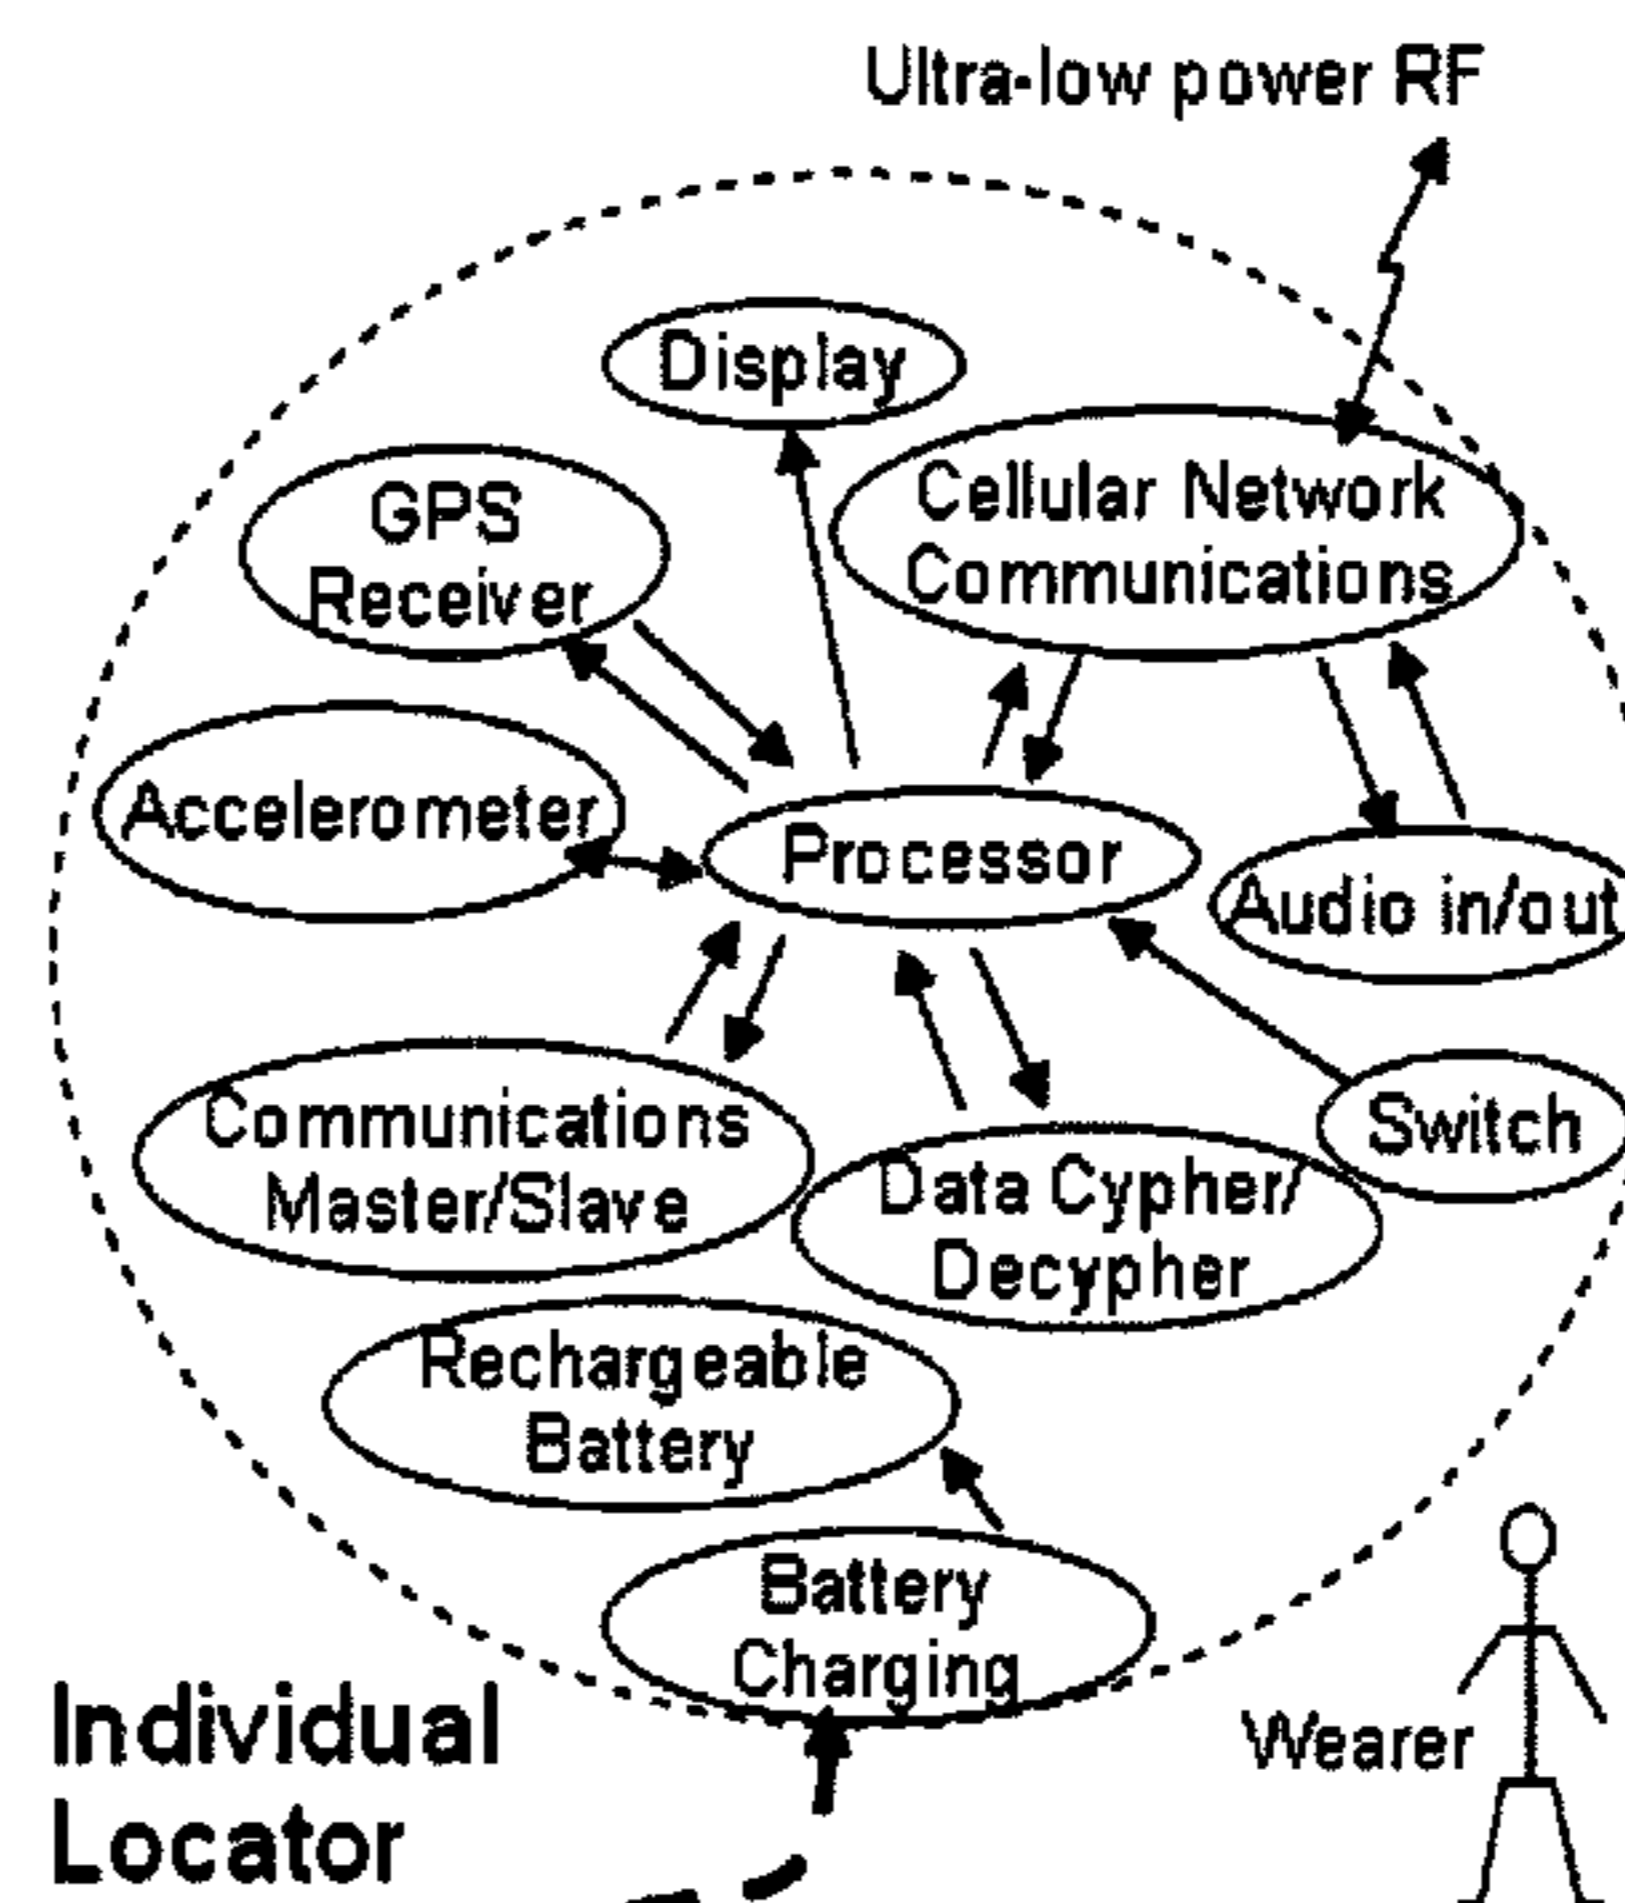 Ultra-low power RF
Display
GPS
Receiver
Cellular Network
Communications
Accelerometer
Processor
Audio in/out
Communications
Master/Slave
Data Cypher/
Decypher
Switch
Rechargeable
Battery
Battery
Charging
Individual
Locator
Wearer